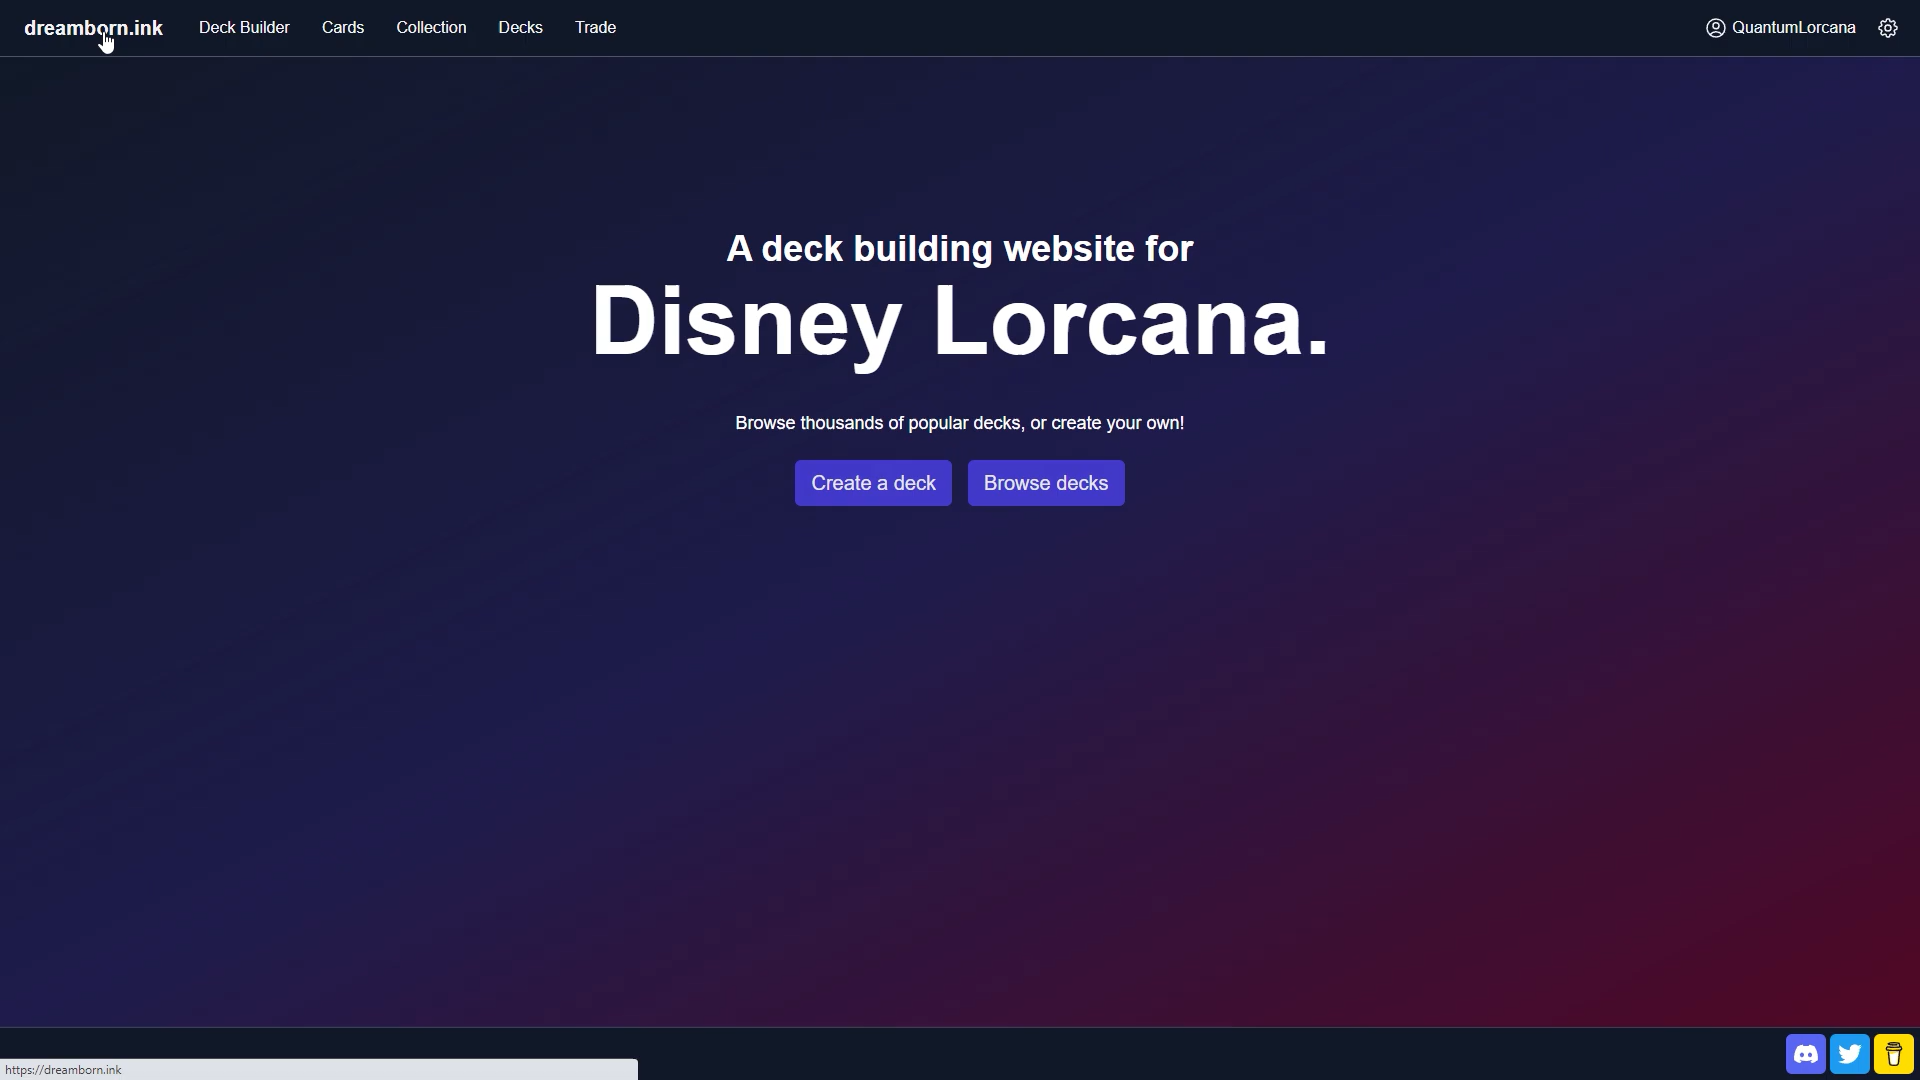 dreamborn.ink
Deck Builder
Cards
Collection
Decks
Trade
QuantumLorcana
A deck building website for
Disney Lorcana.
Browse thousands of popular decks, or create your own!
Create a deck
Browse decks
https://dreamborn.ink